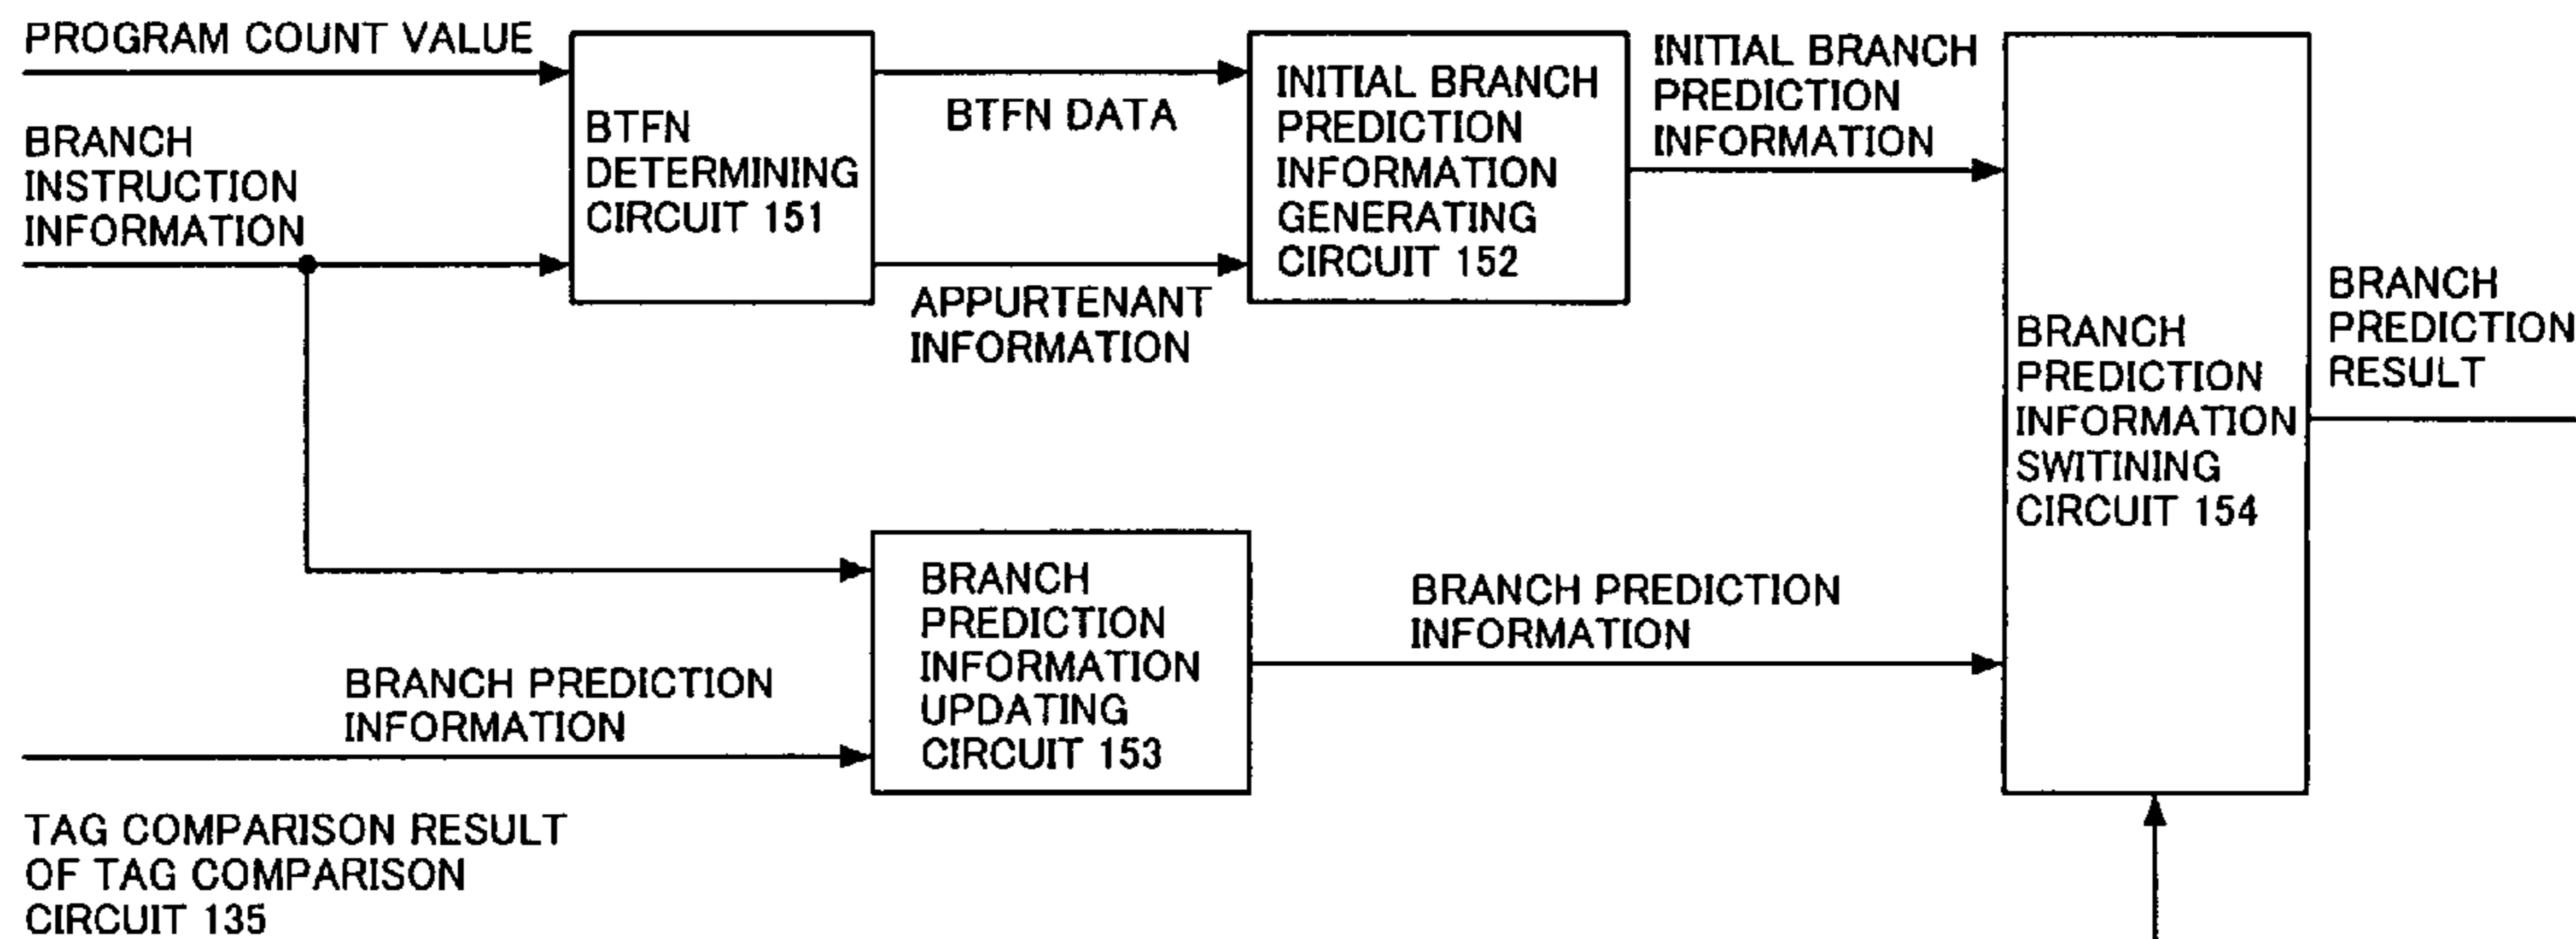 PROGRAM COUNT VALUE
BRANCH
INSTRUCTION
INFORMATION
BTFN
DETERMINING
CIRCUIT 151
BTFN DATA
APPURTENANT
INFORMATION
INITIAL BRANCH
PREDICTION
INFORMATION
GENERATING
CIRCUIT 152
INITIAL BRANCH
PREDICTION
INFORMATION
BRANCH
PREDICTION
INFORMATION
SWITINING
CIRCUIT 154
BRANCH
PREDICTION
RESULT
BRANCH PREDICTION
INFORMATION
BRANCH
PREDICTION
INFORMATION
UPDATING
CIRCUIT 153
BRANCH PREDICTION
INFORMATION
TAG COMPARISON RESULT
OF TAG COMPARISON
CIRCUIT 135